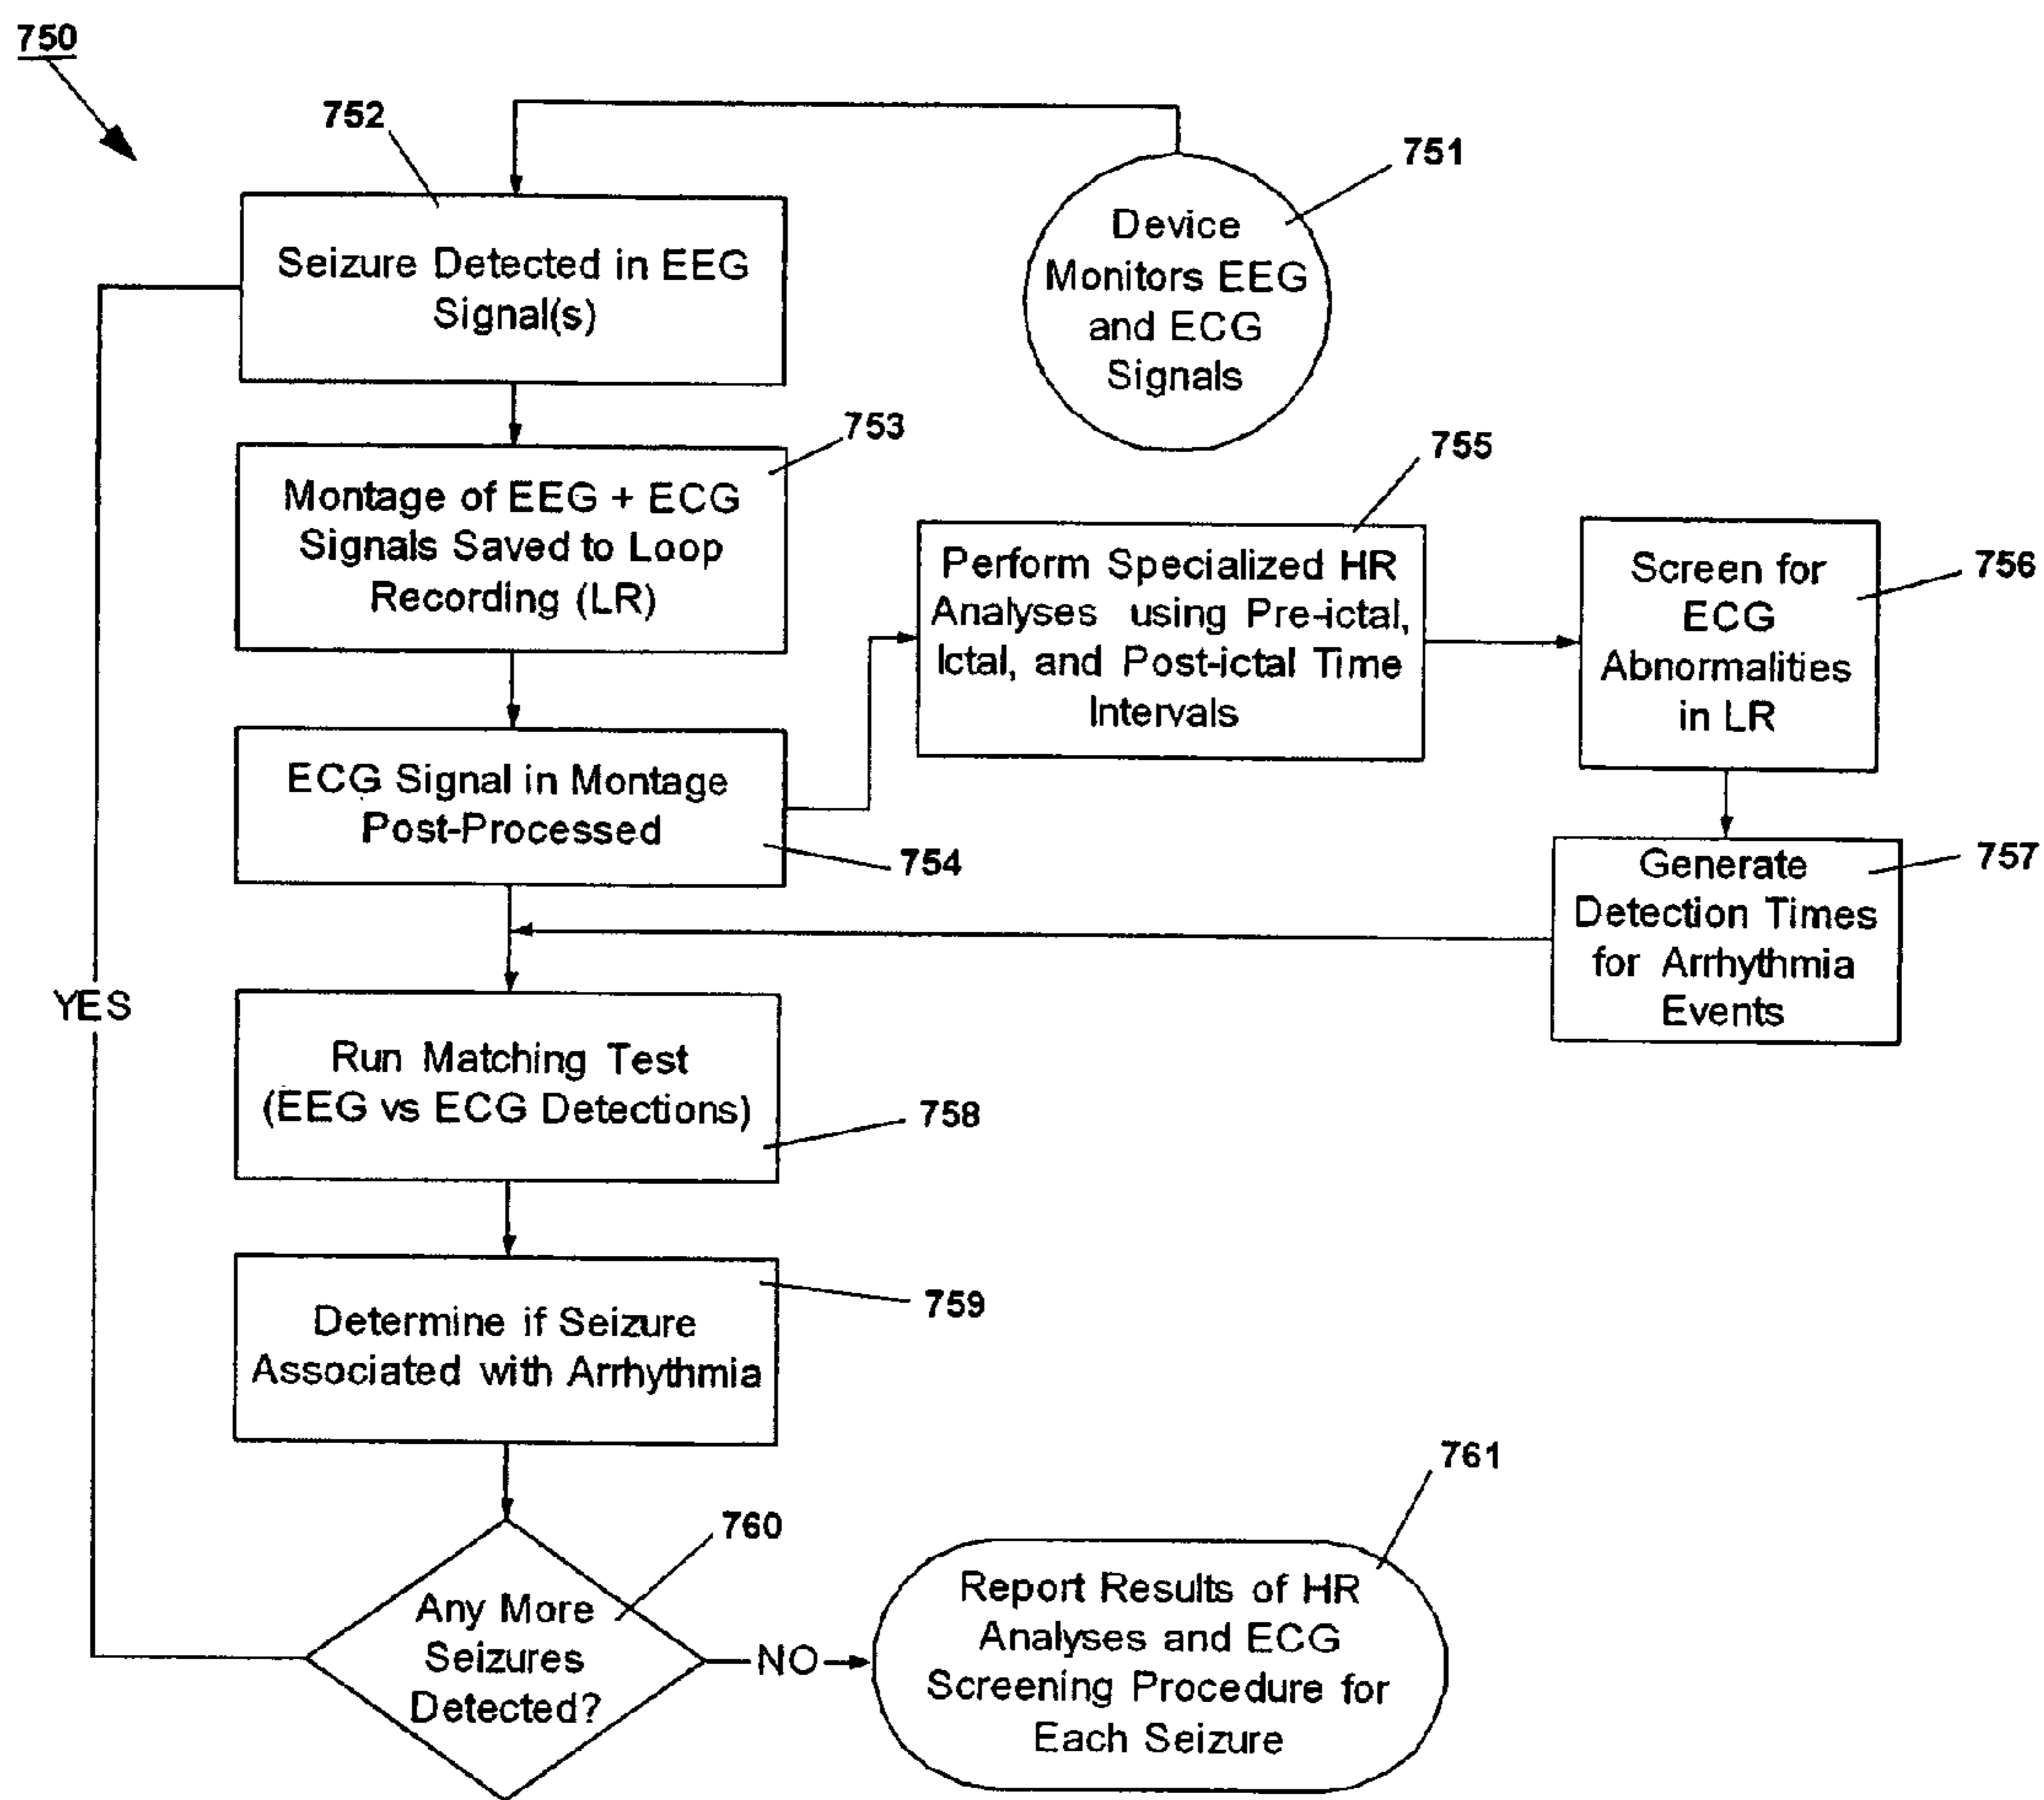 750
752
751
Device
Monitors EEG
and ECG
Signals
Seizure Detected in EEG
Signal(s)
753
Montage of EEG + ECG
Signals Saved to Loop
Recording (LR)
755
Perform Specialized HR
Analyses using Pre-ictal,
Ictal, and Post-ictal Time
Intervals
756
Screen for
ECG
Abnormalities
in LR
ECG Signal in Montage
Post-Processed
754
757
Generate
Detection Times
for Arrhythmia
Events
YES
Run Matching Test
(EEG vs ECG Detections)
758
759
Determine if Seizure
Associated with Arrhythmia
760
Any More
Seizures
Detected?
NO
761
Report Results of HR
Analyses and ECG
Screening Procedure for
Each Seizure